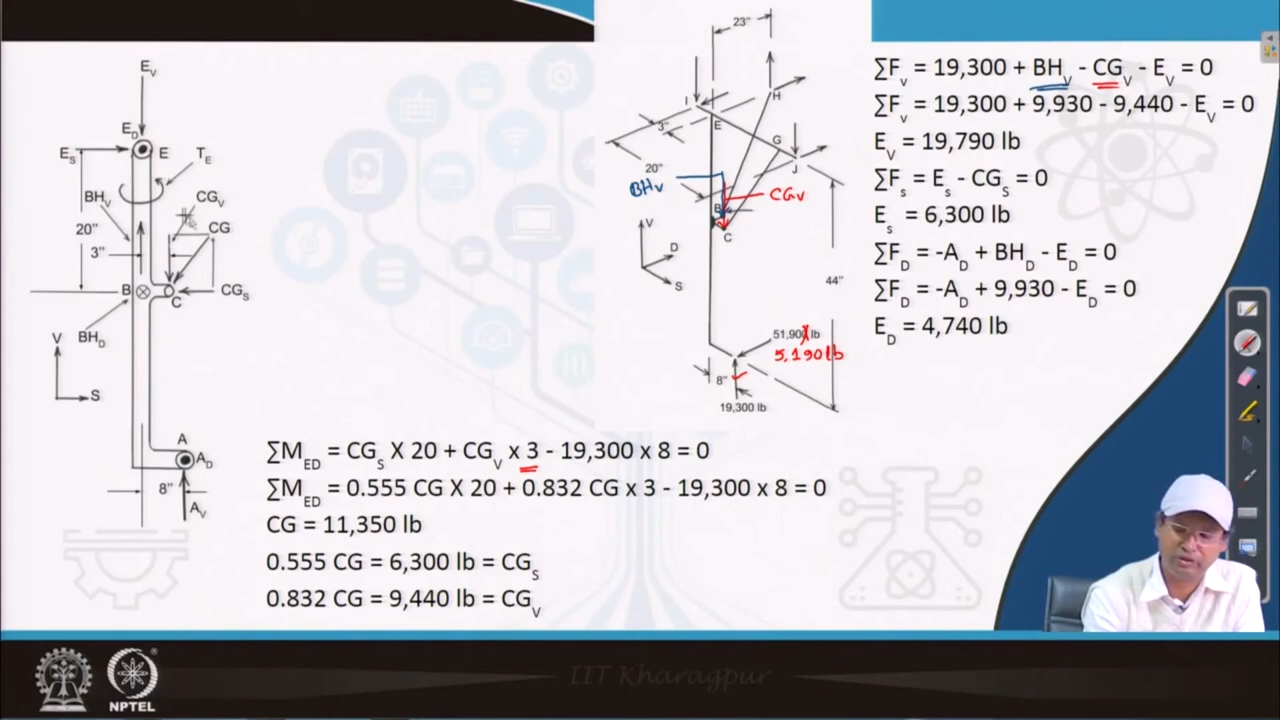 E_V
E_D
E_S
E
T_E
BH_V
CG_V
20"
CG
3"
B
C
CG_S
BH_D
V
S
A
A_D
8"
A_V
23"
I
H
3"
E
G
20"
J
BHv
CGv
B
C
V
D
S
44"
51,900 lb
5,190 lb
8"
19,300 lb
∑F_v = 19,300 + BH_V - CG_V - E_V = 0
∑F_v = 19,300 + 9,930 - 9,440 - E_V = 0
E_V = 19,790 lb
∑F_s = E_s - CG_s = 0
E_s = 6,300 lb
∑F_D = -A_D + BH_D - E_D = 0
∑F_D = -A_D + 9,930 - E_D = 0
E_D = 4,740 lb
∑M_ED = CG_S X 20 + CG_V x 3 - 19,300 x 8 = 0
∑M_ED = 0.555 CG X 20 + 0.832 CG x 3 - 19,300 x 8 = 0
CG = 11,350 lb
0.555 CG = 6,300 lb = CG_S
0.832 CG = 9,440 lb = CG_V
NPTEL
IIT Kharagpur